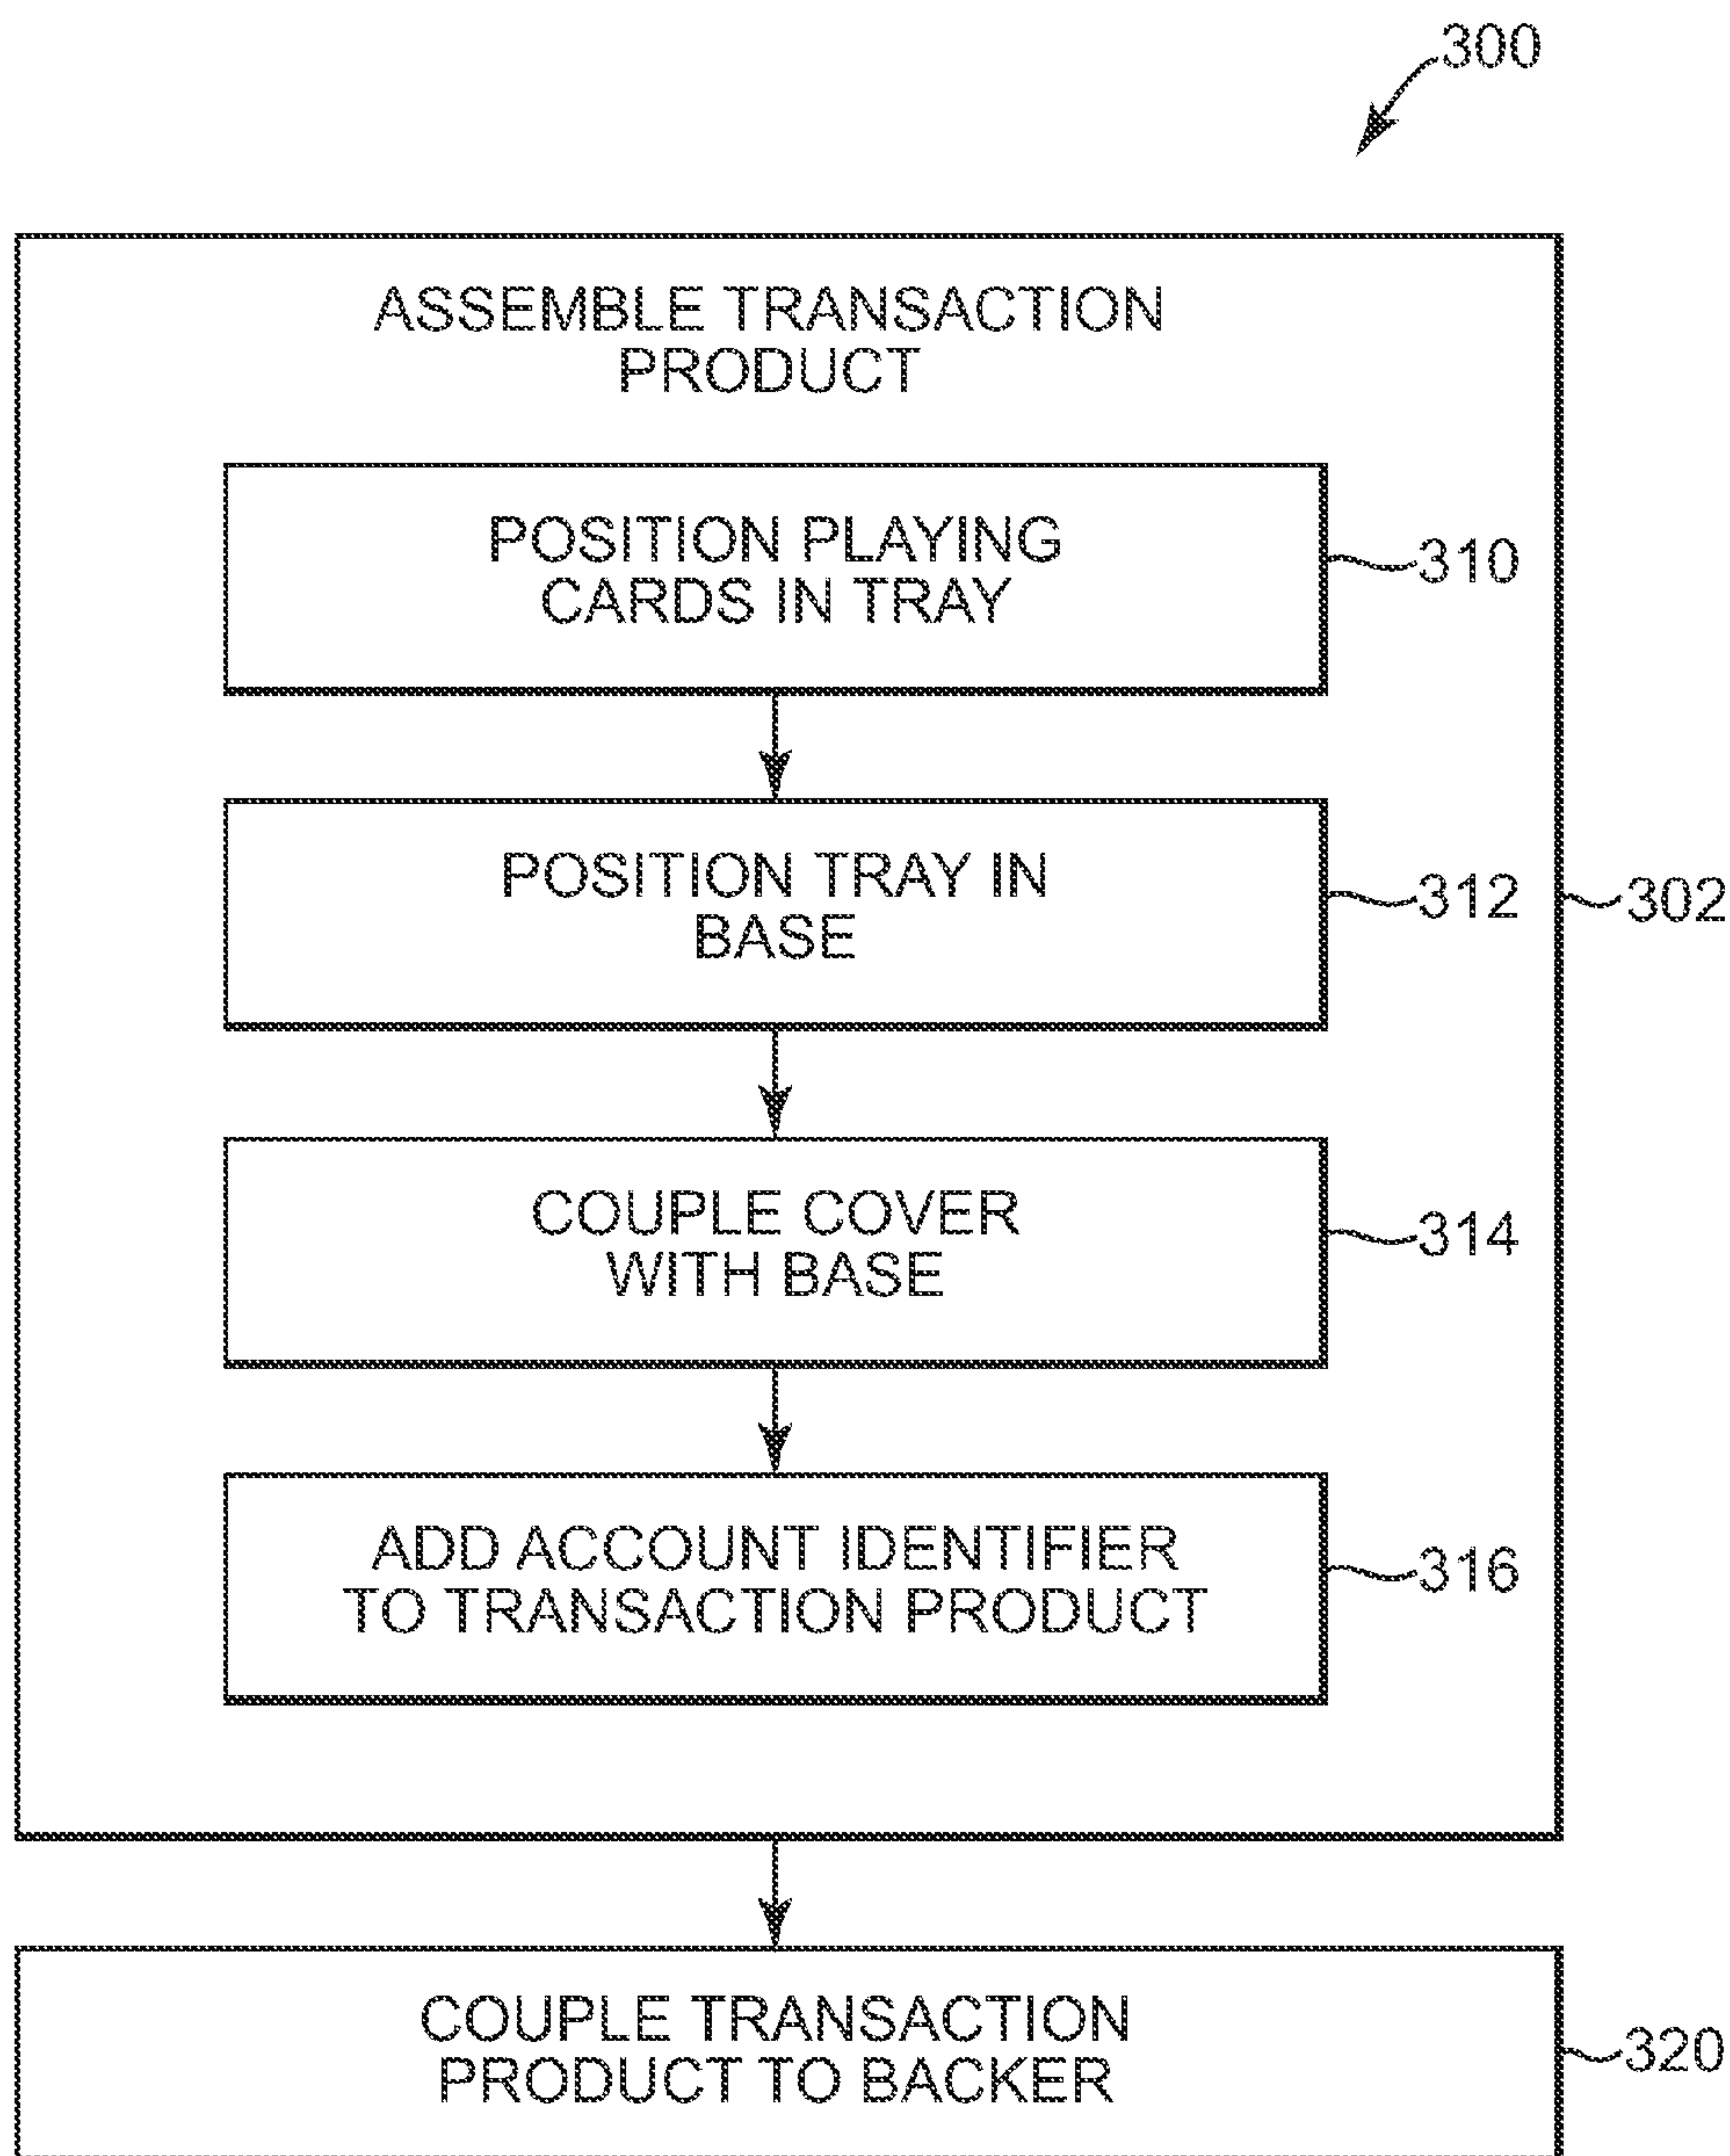 300
ASSEMBLE TRANSACTION
PRODUCT
POSITION PLAYING
CARDS IN TRAY
310
POSITION TRAY IN
BASE
312
302
COUPLE COVER
WITH BASE
314
ADD ACCOUNT IDENTIFIER
TO TRANSACTION PRODUCT
316
COUPLE TRANSACTION
PRODUCT TO BACKER
320